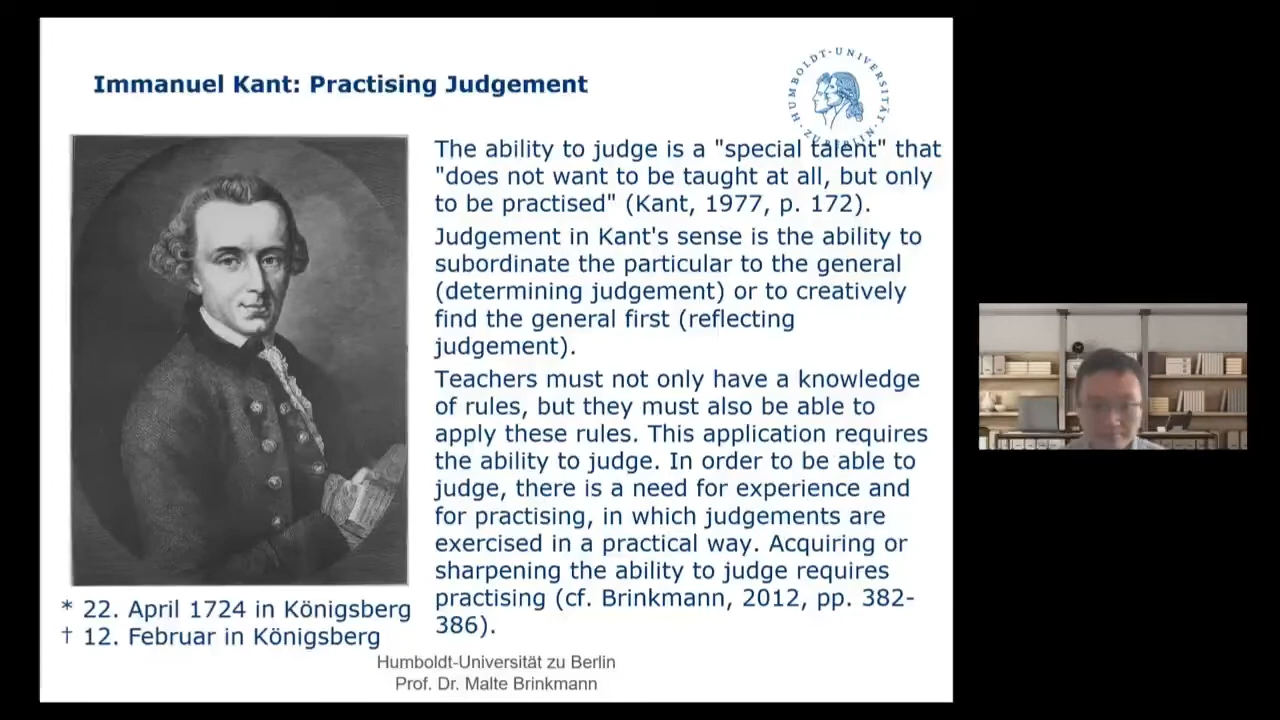 Immanuel Kant: Practising Judgement
HUMBOLDT-UNIVERSITÄT ZU BERLIN
The ability to judge is a "special talent" that
"does not want to be taught at all, but only
to be practised" (Kant, 1977, p. 172).
Judgement in Kant's sense is the ability to
subordinate the particular to the general
(determining judgement) or to creatively
find the general first (reflecting
judgement).
Teachers must not only have a knowledge
of rules, but they must also be able to
apply these rules. This application requires
the ability to judge. In order to be able to
judge, there is a need for experience and
for practising, in which judgements are
exercised in a practical way. Acquiring or
sharpening the ability to judge requires
practising (cf. Brinkmann, 2012, pp. 382-
386).
* 22. April 1724 in Königsberg
† 12. Februar in Königsberg
Humboldt-Universität zu Berlin
Prof. Dr. Malte Brinkmann